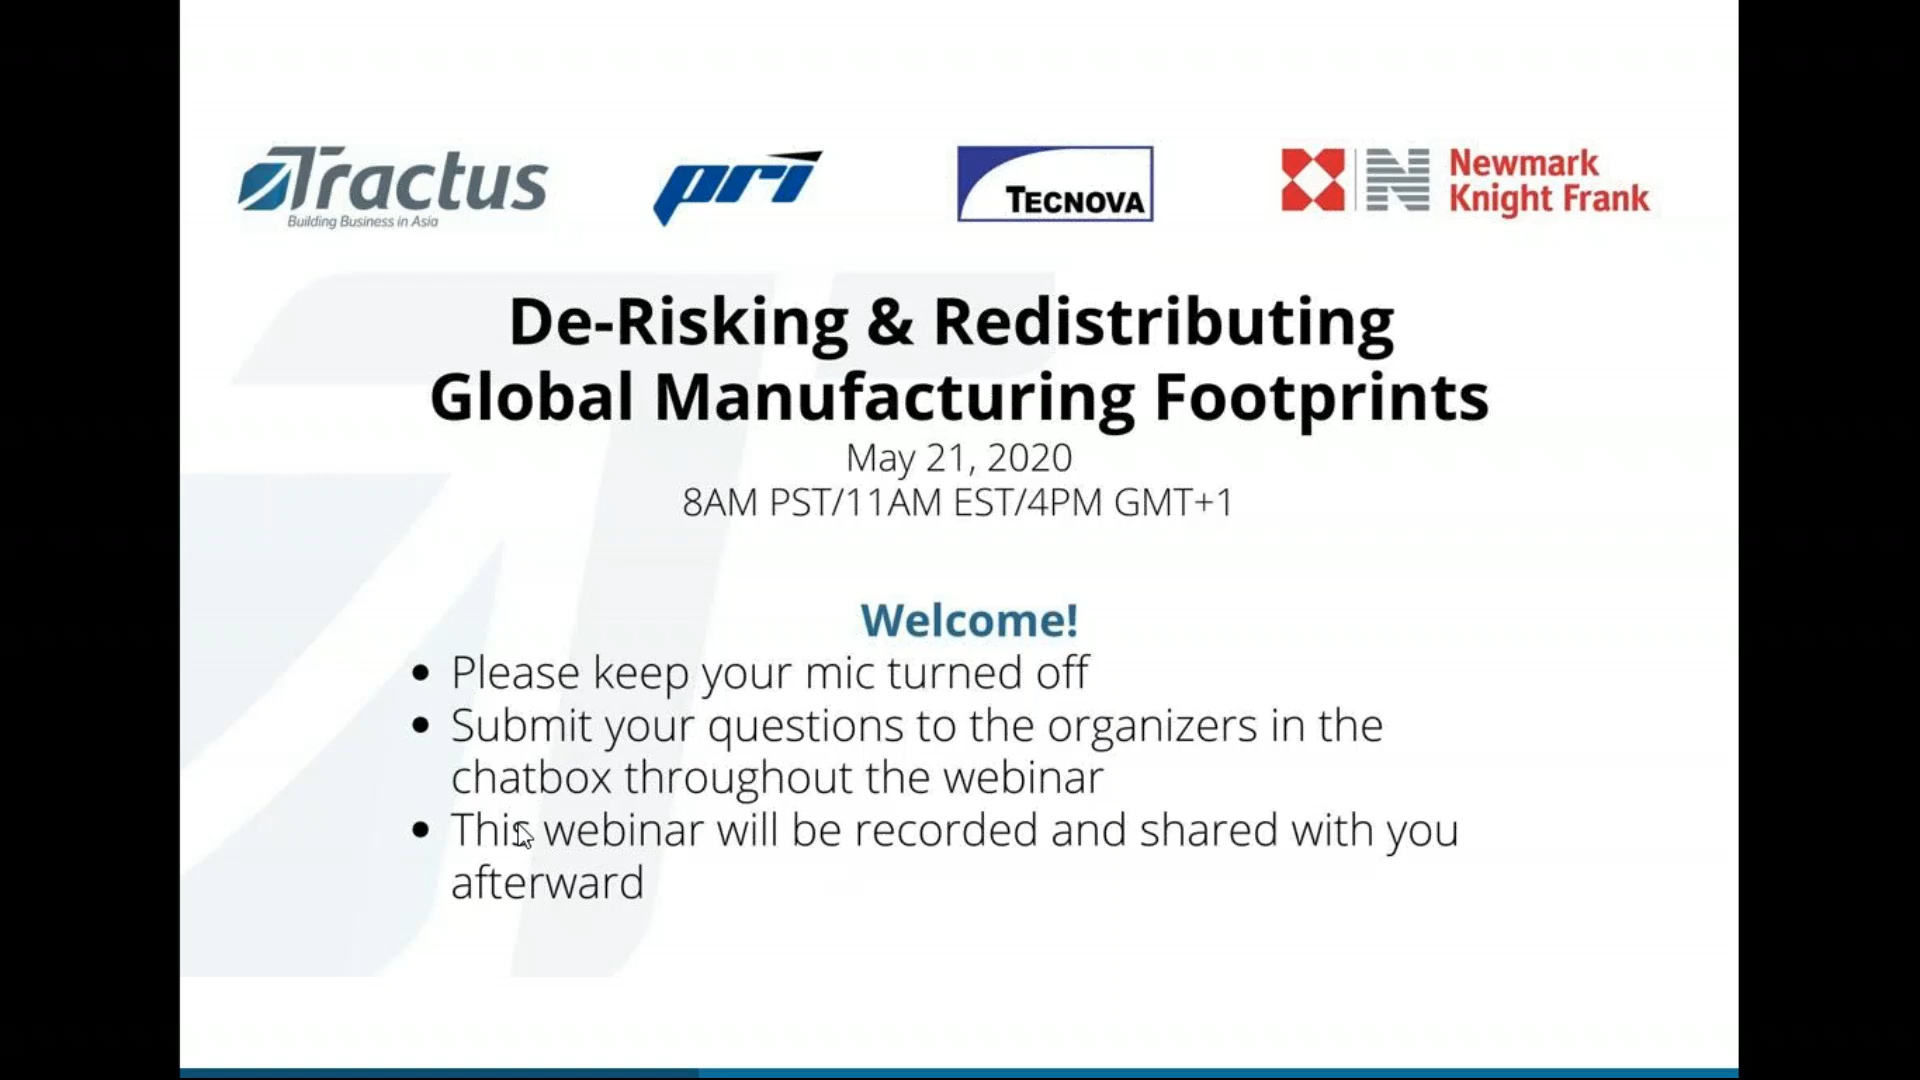 Tractus
Building Business in Asia
pri
TECNOVA
Newmark
Knight Frank
De-Risking & Redistributing
Global Manufacturing Footprints
May 21, 2020
8AM PST/11AM EST/4PM GMT+1
Welcome!
• Please keep your mic turned off
• Submit your questions to the organizers in the
chatbox throughout the webinar
• This webinar will be recorded and shared with you
afterward